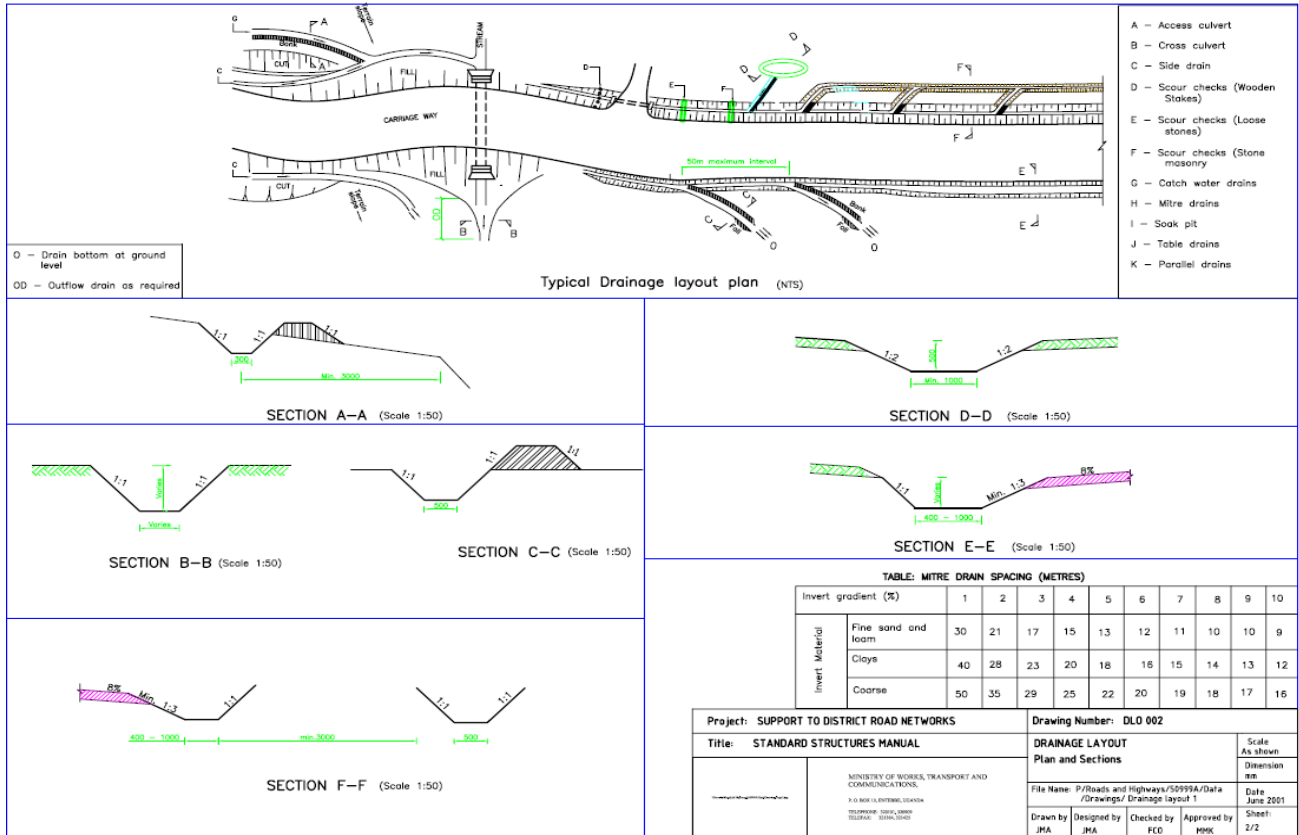 G
A
Terrain
slope
STREAM
Bank
CUT
A
C
FILL
CARRIAGE WAY
D
D
D
E
F
F
F
50m maximum interval
C
CUT
Terrain
slope
FILL
OD
B
B
C
C
Bank
Fall
O
Fall
O
E
E
Typical Drainage layout plan (NTS)
O – Drain bottom at ground
level
OD – Outflow drain as required
A – Access culvert
B – Cross culvert
C – Side drain
D – Scour checks (Wooden
Stakes)
E – Scour checks (Loose
stones)
F – Scour checks (Stone
masonry
G – Catch water drains
H – Mitre drains
I – Soak pit
J – Table drains
K – Parallel drains
1:1
1:1
1:1
300
Min. 3000
SECTION A–A (Scale 1:50)
1:2
500
1:2
Min. 1000
SECTION D–D (Scale 1:50)
1:1
Varies
1:1
Varies
SECTION B–B (Scale 1:50)
1:1
1:1
1:1
500
SECTION C–C (Scale 1:50)
1:1
Varies
Min. 1:3
8%
400 – 1000
SECTION E–E (Scale 1:50)
8%
Min. 1:3
1:1
1:1
1:1
400 – 1000
min.3000
500
SECTION F–F (Scale 1:50)
TABLE: MITRE DRAIN SPACING (METRES)
Invert gradient (%) 1 2 3 4 5 6 7 8 9 10
Invert Material
Fine sand and
loam 30 21 17 15 13 12 11 10 10 9
Clays 40 28 23 20 18 16 15 14 13 12
Coarse 50 35 29 25 22 20 19 18 17 16
Project: SUPPORT TO DISTRICT ROAD NETWORKS
Drawing Number: DLO 002
Title: STANDARD STRUCTURES MANUAL
DRAINAGE LAYOUT
Plan and Sections
Scale
As shown
Dimension
mm
MINISTRY OF WORKS, TRANSPORT AND
COMMUNICATIONS,
P. O. BOX 10, ENTEBBE, UGANDA
TELEPHONE:
TELEFAX:
File Name: P/Roads and Highways/50999A/Data
/Drawings/ Drainage layout 1
Date
June 2001
Drawn by
JMA
Designed by
JMA
Checked by
FCO
Approved by
MMK
Sheet:
2/2